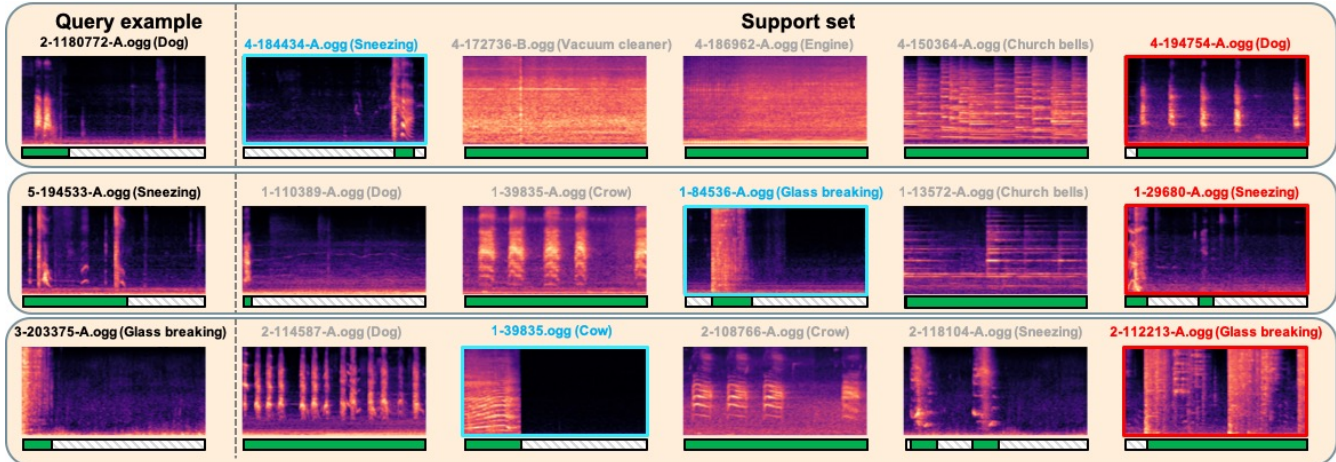 Query example
Support set
2-1180772-A.ogg (Dog)
4-184434-A.ogg (Sneezing)
4-172736-B.ogg (Vacuum cleaner)
4-186962-A.ogg (Engine)
4-150364-A.ogg (Church bells)
4-194754-A.ogg (Dog)
5-194533-A.ogg (Sneezing)
1-110389-A.ogg (Dog)
1-39835-A.ogg (Crow)
1-84536-A.ogg (Glass breaking)
1-13572-A.ogg (Church bells)
1-29680-A.ogg (Sneezing)
3-203375-A.ogg (Glass breaking)
2-114587-A.ogg (Dog)
1-39835.ogg (Cow)
2-108766-A.ogg (Crow)
2-118104-A.ogg (Sneezing)
2-112213-A.ogg (Glass breaking)